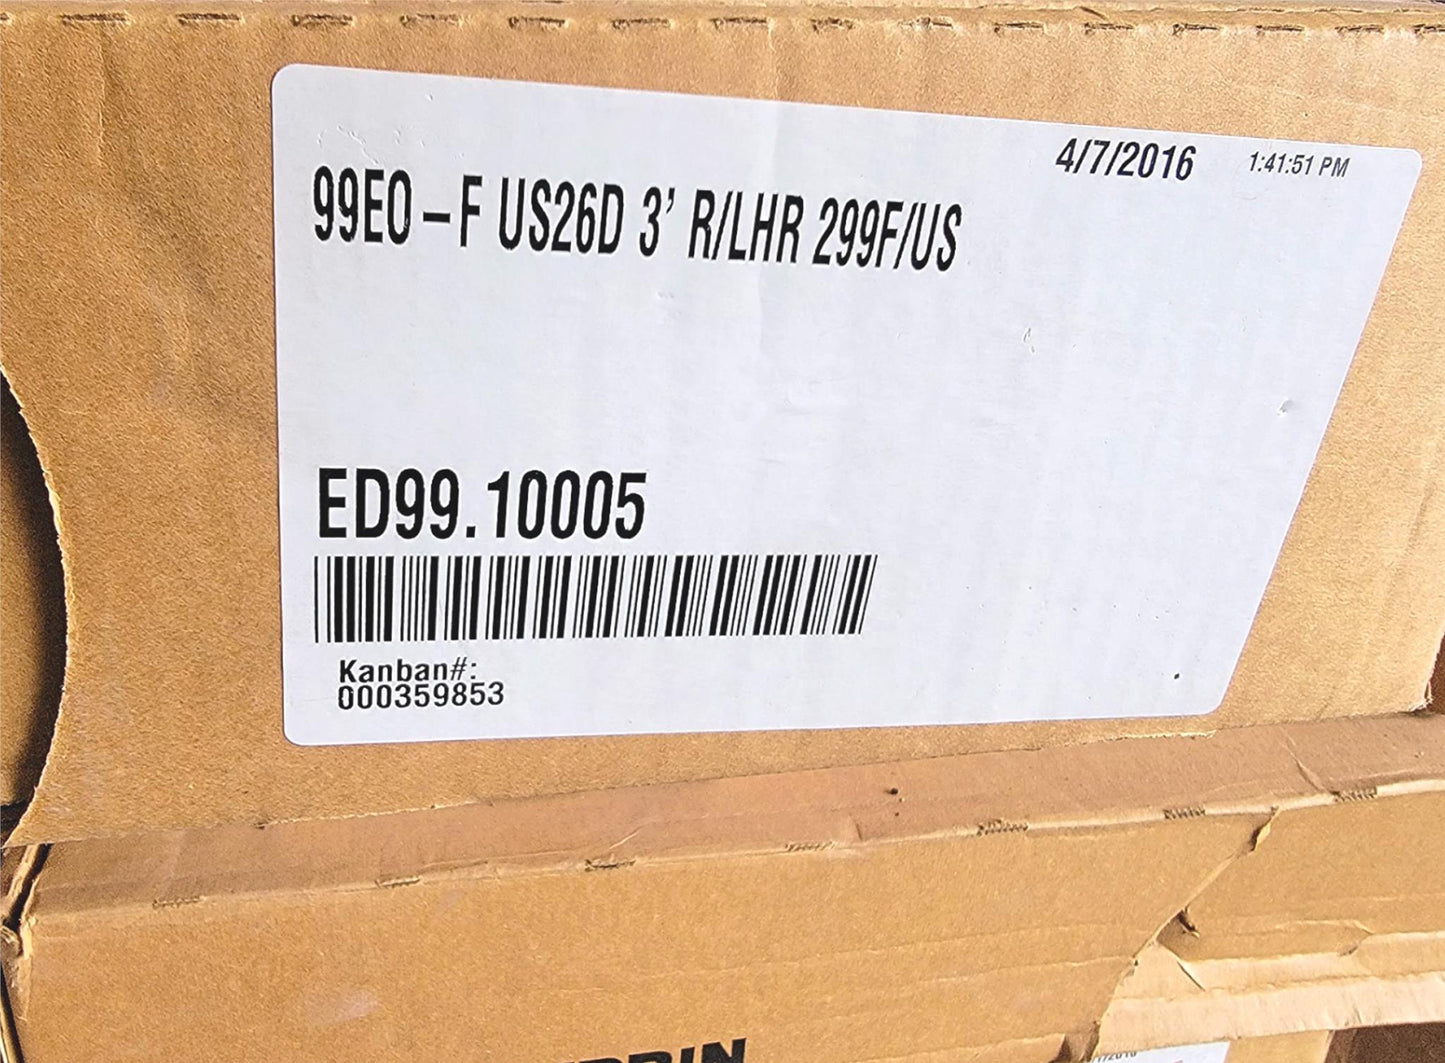 4/7/2016 1:41:51 PM
99EO -F US26D 3' R/LHR 299F/US
ED99.10005
Kanban#:
000359853